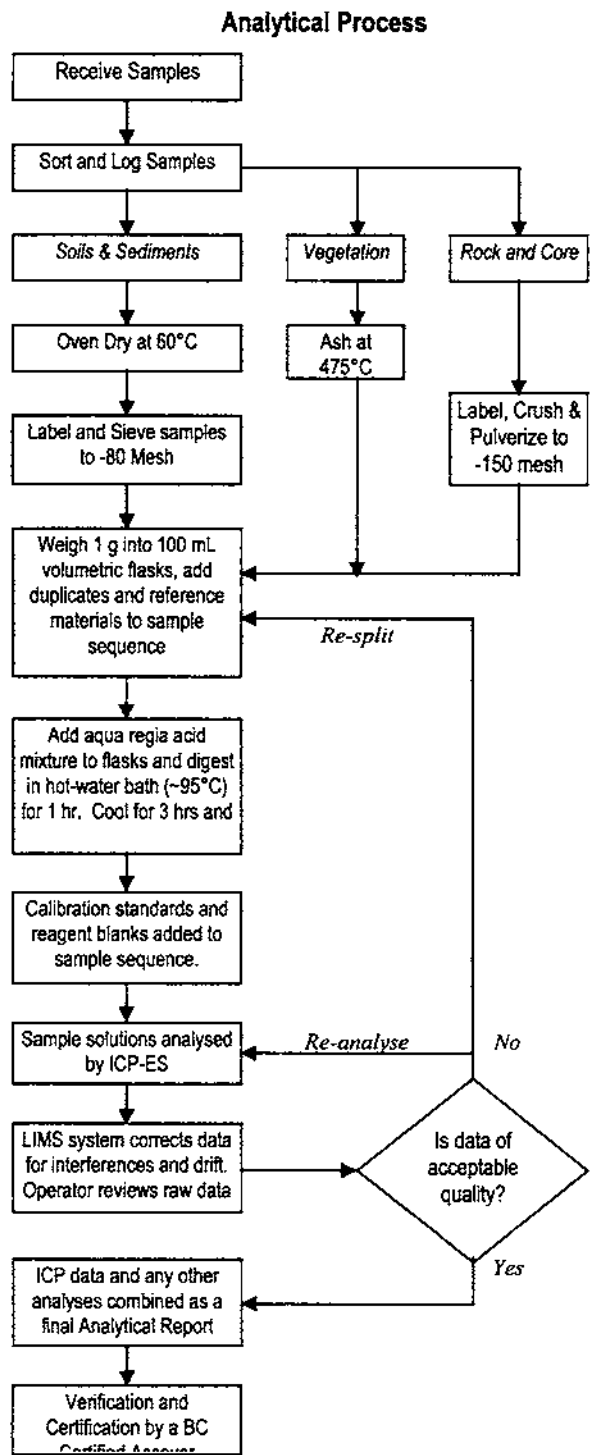 Analytical Process
Receive Samples
Sort and Log Samples
Soils & Sediments
Vegetation
Rock and Core
Oven Dry at 60°C
Ash at
475°C
Label and Sieve samples
to -80 Mesh
Label, Crush &
Pulverize to
-150 mesh
Weigh 1 g into 100 mL
volumetric flasks, add
duplicates and reference
materials to sample
sequence
Re-split
Add aqua regia acid
mixture to flasks and digest
in hot-water bath (~95°C)
for 1 hr. Cool for 3 hrs and
Calibration standards and
reagent blanks added to
sample sequence.
Sample solutions analysed
by ICP-ES
Re-analyse
No
LIMS system corrects data
for interferences and drift.
Operator reviews raw data
Is data of
acceptable
quality?
Yes
ICP data and any other
analyses combined as a
final Analytical Report
Verification and
Certification by a BC
Certified Assayer